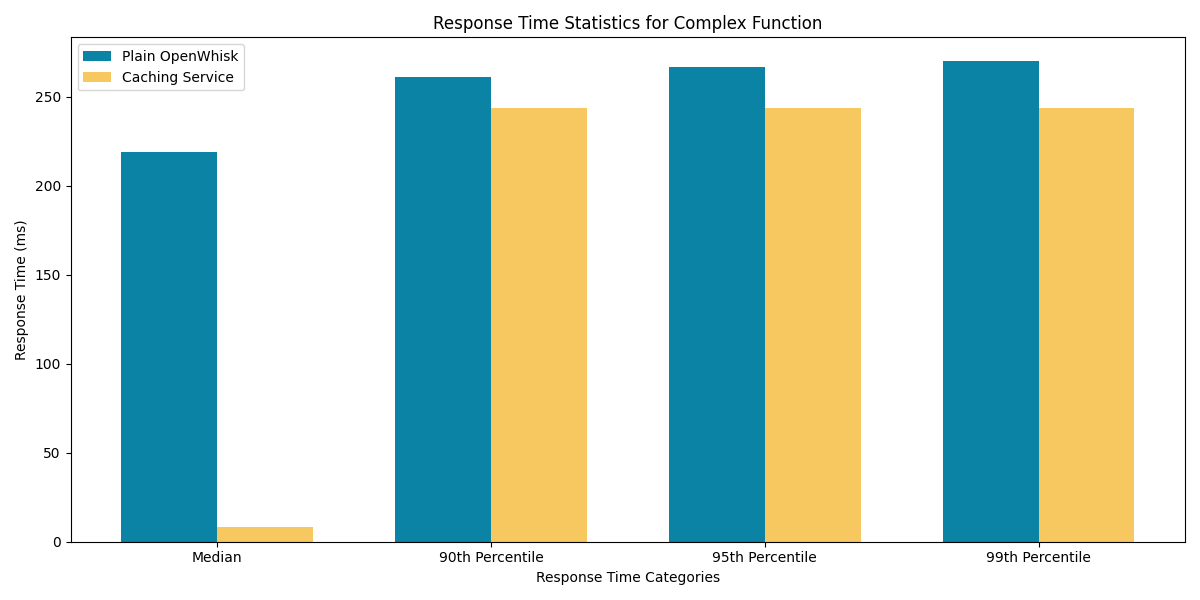 Response Time Statistics for Complex Function
Plain OpenWhisk
Caching Service
Response Time (ms)
250
200
150
100
50
0
Median
90th Percentile
95th Percentile
99th Percentile
Response Time Categories